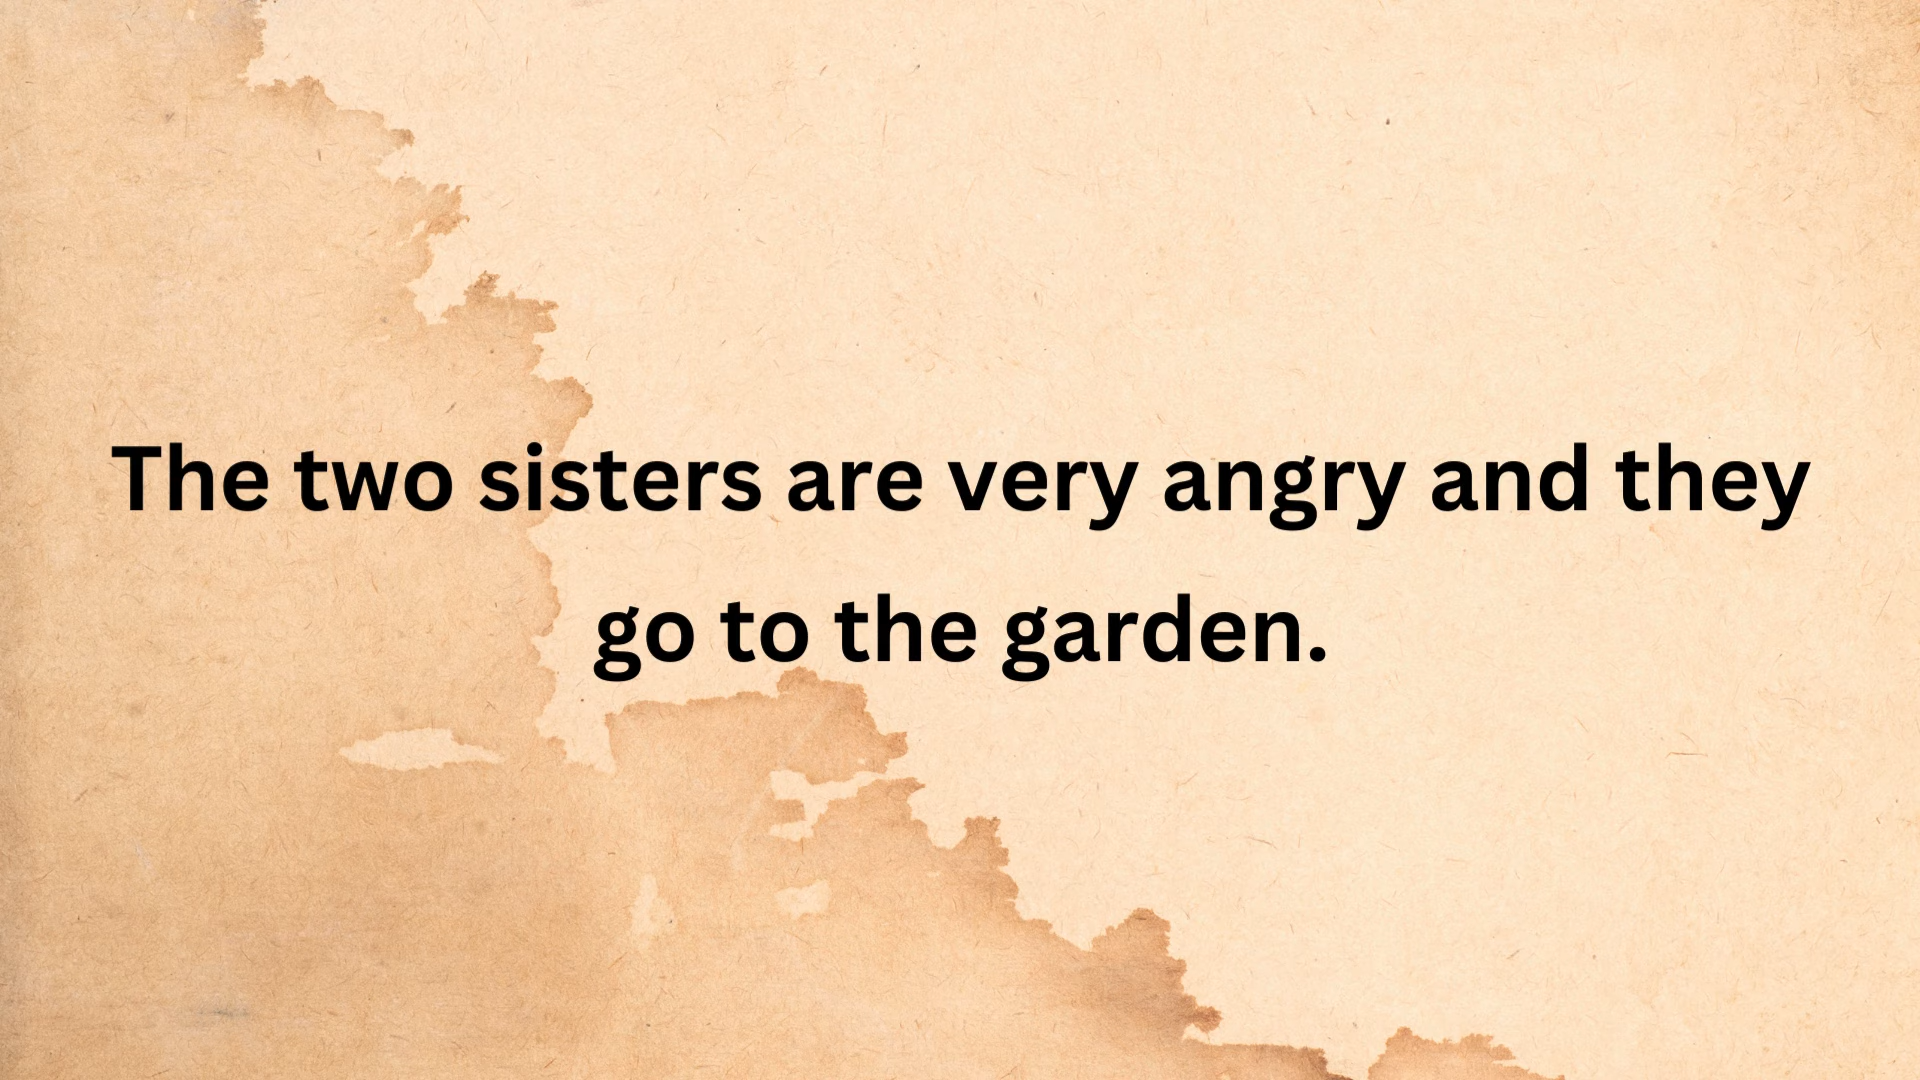 The two sisters are very angry and they
go to the garden.